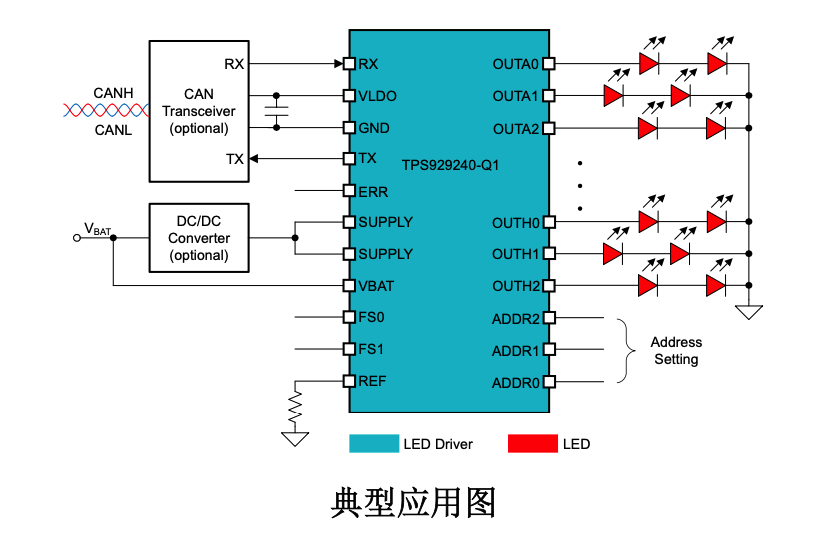 CANH
CANL
RX
CAN
Transceiver
(optional)
TX
V_BAT
DC/DC
Converter
(optional)
RX
VLDO
GND
TX
ERR
SUPPLY
SUPPLY
VBAT
FS0
FS1
REF
TPS929240-Q1
OUTA0
OUTA1
OUTA2
OUTH0
OUTH1
OUTH2
ADDR2
ADDR1
ADDR0
Address
Setting
LED Driver
LED
典型应用图